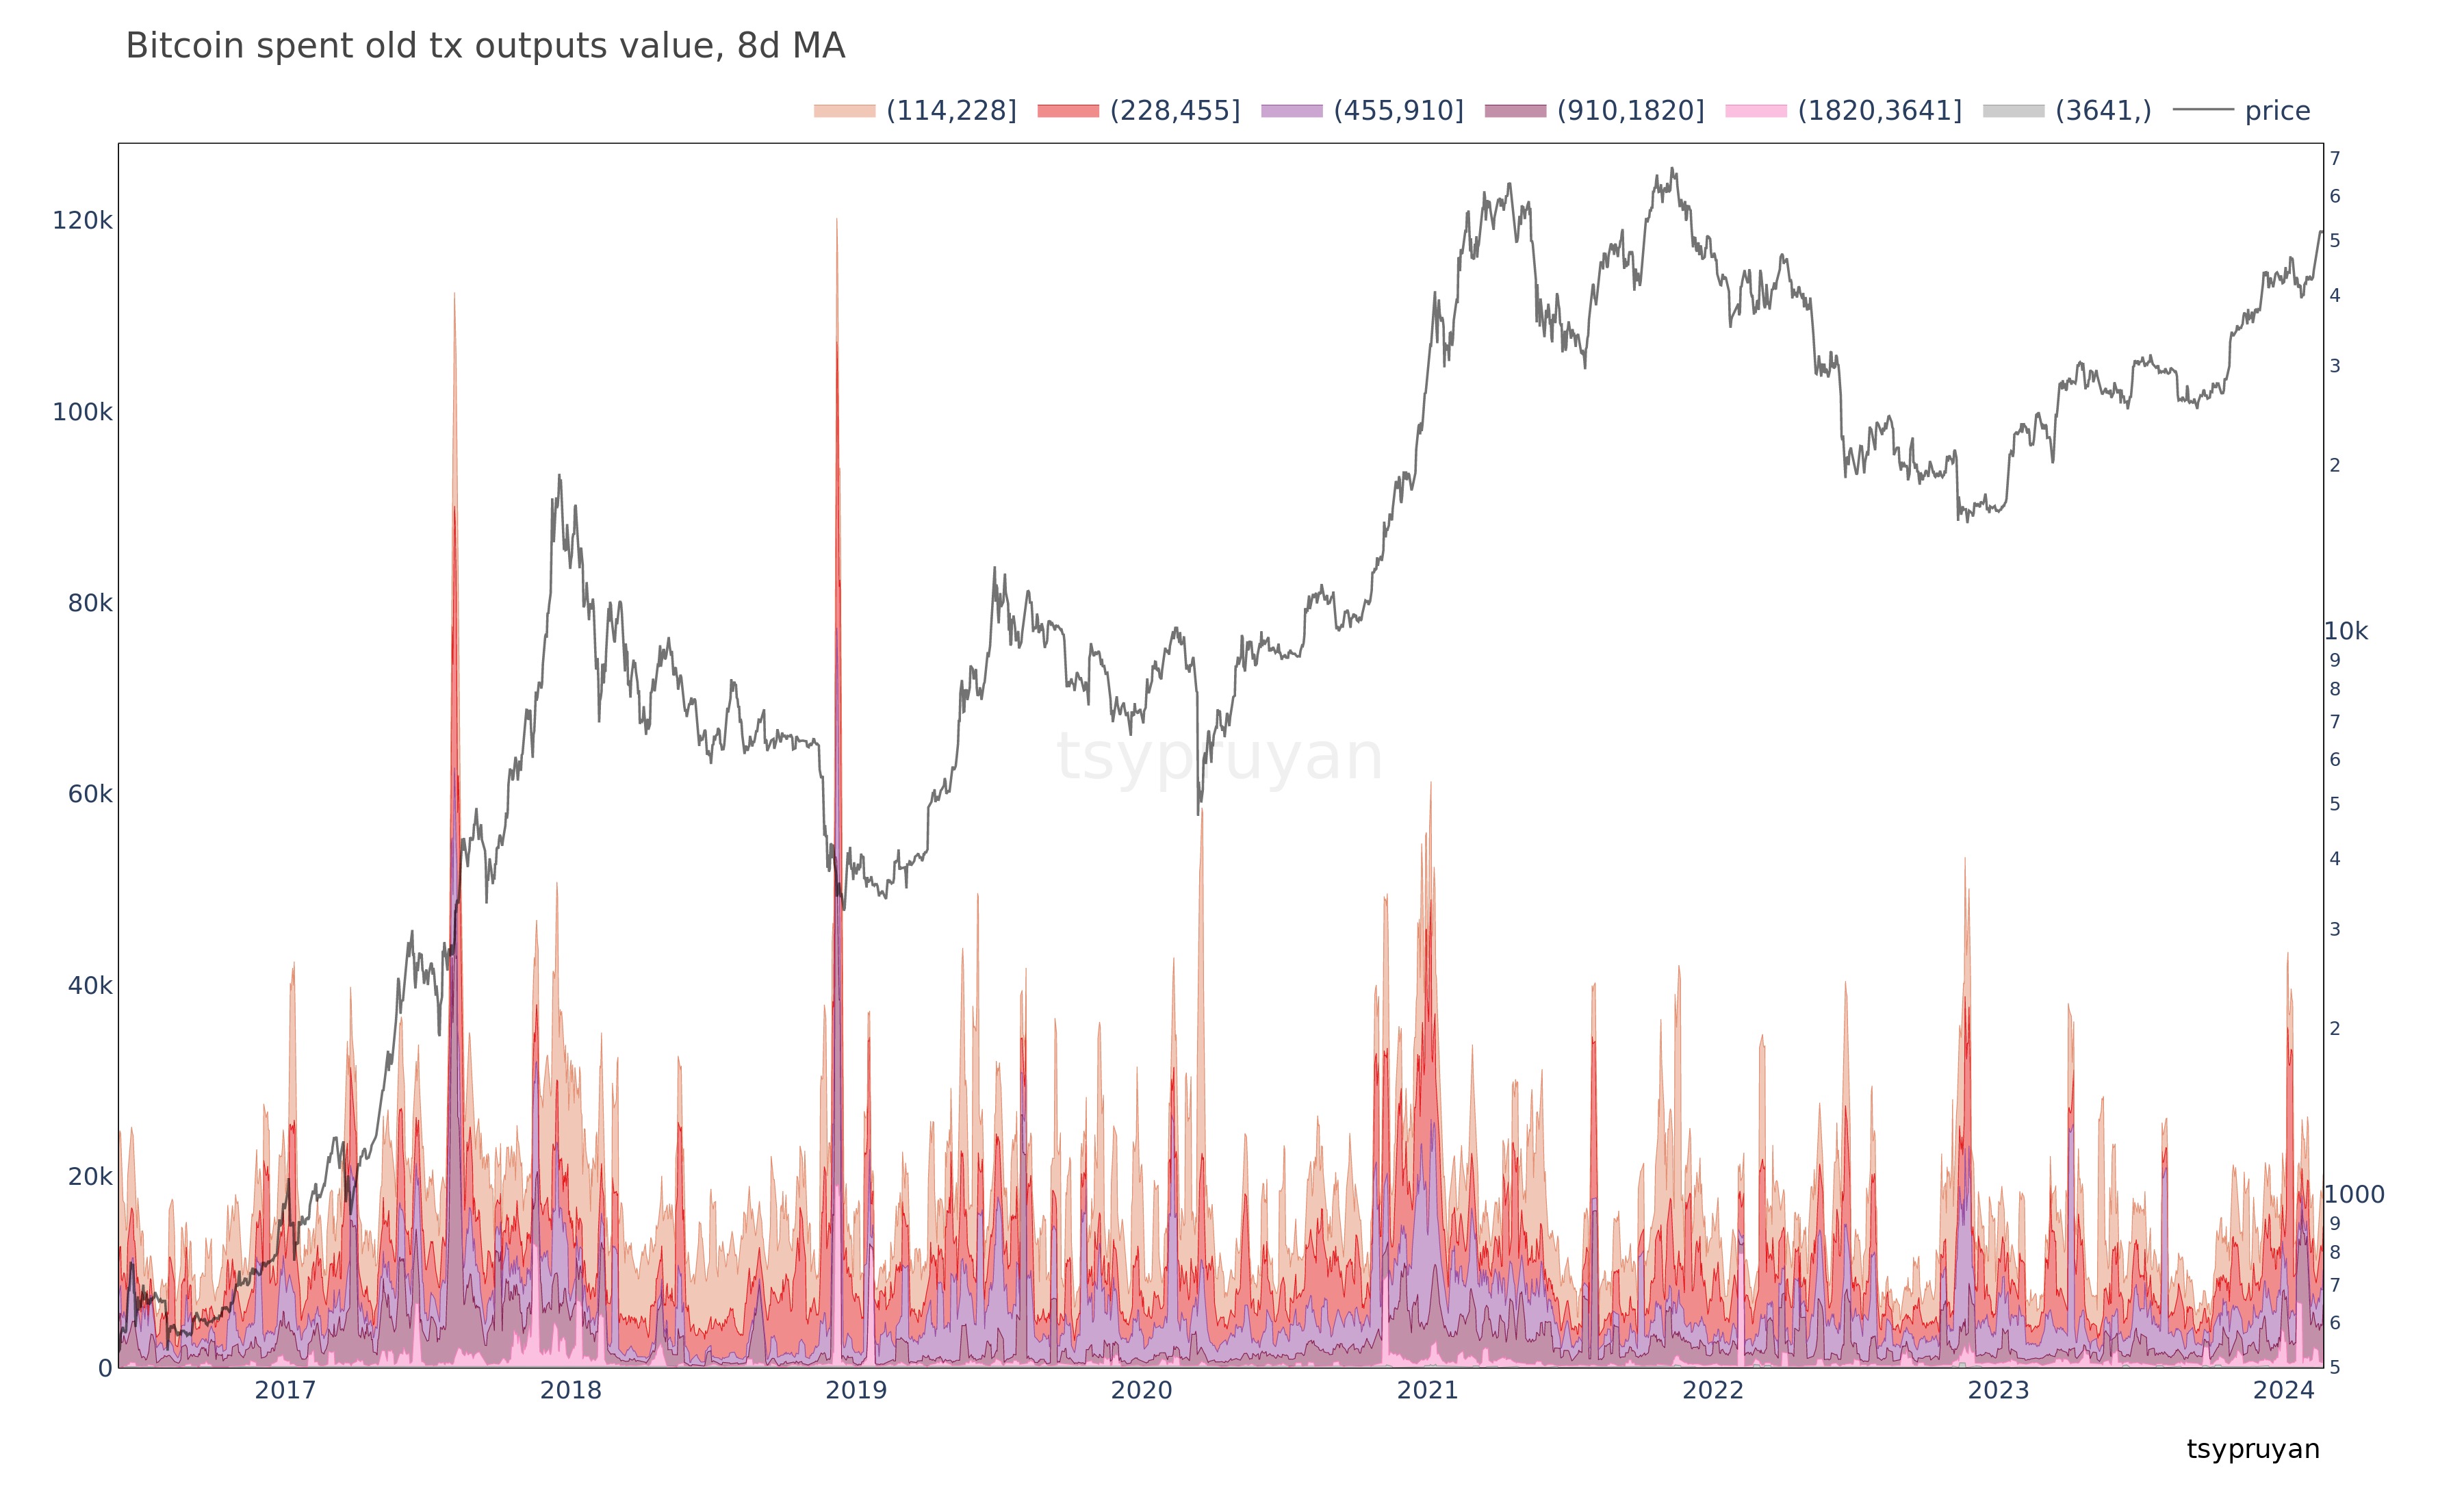 Bitcoin spent old tx outputs value, 8d MA
(114,228] (228,455] (455,910] (910,1820] (1820,3641] (3641,) price
120k
100k
80k
60k
40k
20k
0
7
6
5
4
3
2
10k
9
8
7
6
5
4
3
2
1000
9
8
7
6
5
tsypruyan
2017 2018 2019 2020 2021 2022 2023 2024
tsypruyan